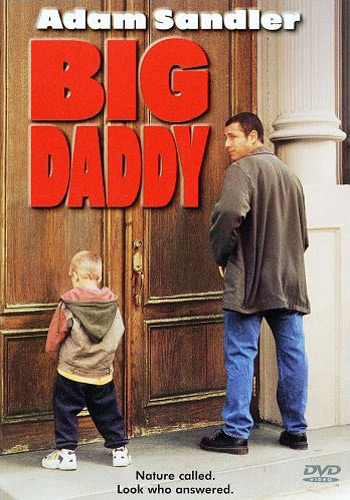 Adam Sandler
BIG
DADDY
Nature called.
Look who answered.
DVD
VIDEO